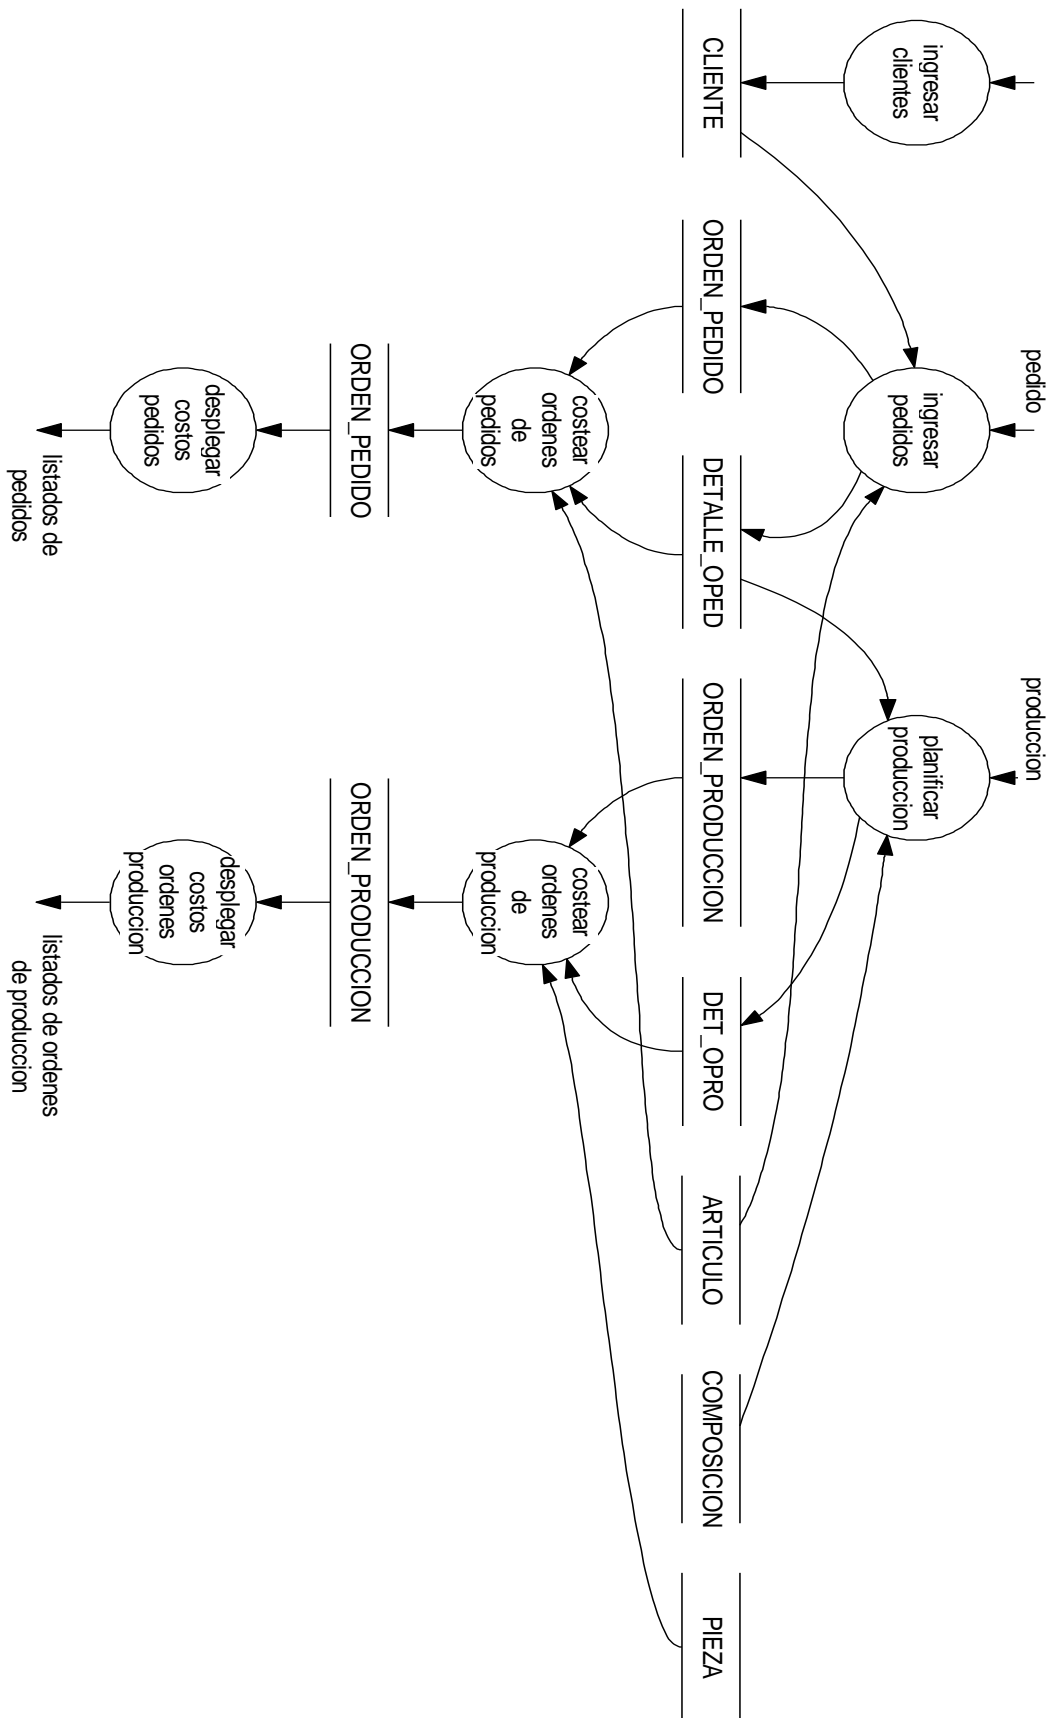 pedido
produccion
ingresar
clientes
ingresar
pedidos
planificar
produccion
CLIENTE
ORDEN_PEDIDO
DETALLE_OPED
ORDEN_PRODUCCION
DET_OPRO
ARTICULO
COMPOSICION
PIEZA
costear
ordenes
de
pedidos
costear
ordenes
de
produccion
ORDEN_PEDIDO
ORDEN_PRODUCCION
desplegar
costos
pedidos
desplegar
costos
ordenes
produccion
listados de
pedidos
listados de ordenes
de produccion